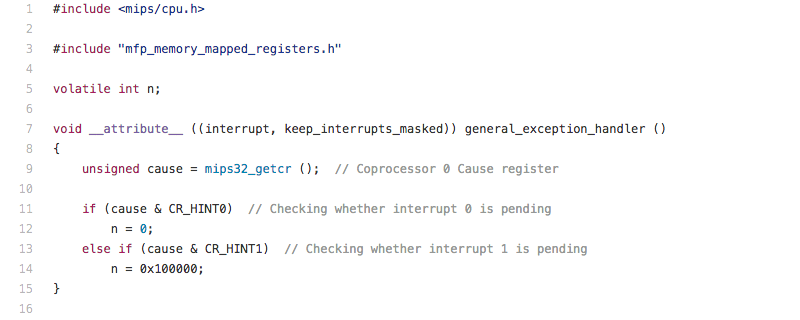 1 #include <mips/cpu.h>
2
3 #include "mfp_memory_mapped_registers.h"
4
5 volatile int n;
6
7 void __attribute__ ((interrupt, keep_interrupts_masked)) general_exception_handler ()
8 {
9     unsigned cause = mips32_getcr ();  // Coprocessor 0 Cause register
10
11     if (cause & CR_HINT0)  // Checking whether interrupt 0 is pending
12         n = 0;
13     else if (cause & CR_HINT1)  // Checking whether interrupt 1 is pending
14         n = 0x100000;
15 }
16